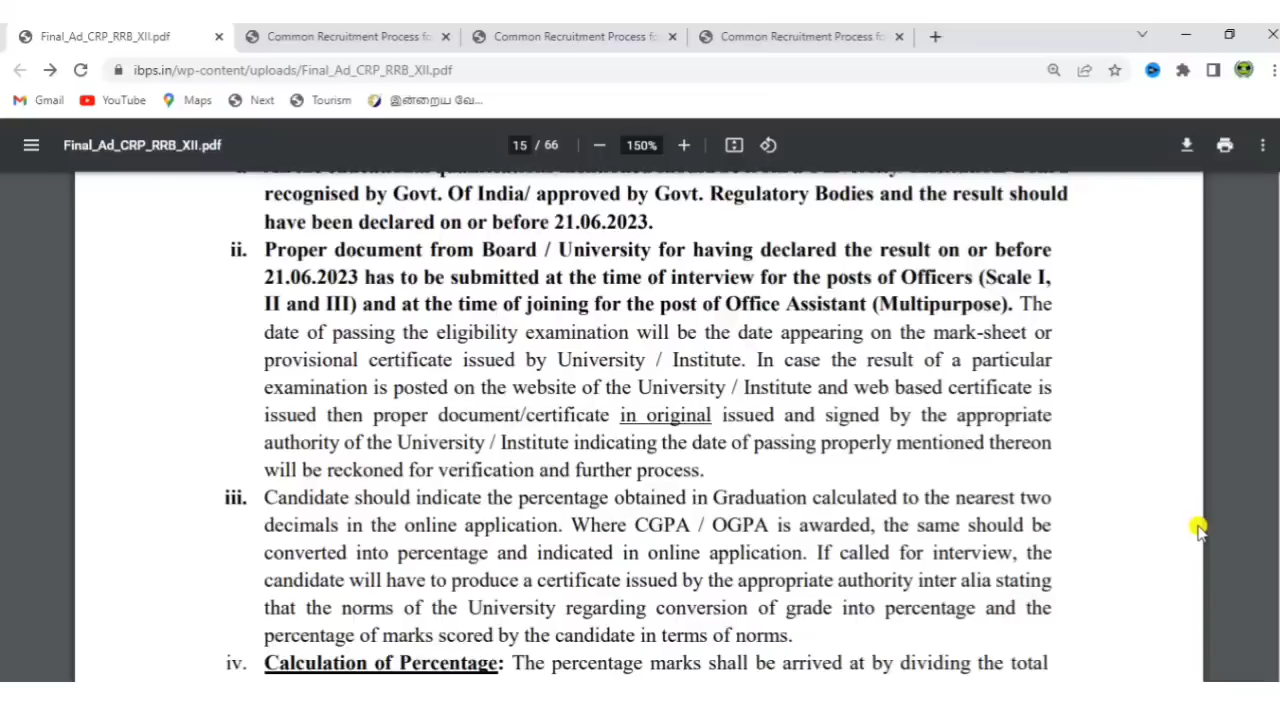 Final_Ad_CRP_RRB_XII.pdf
Common Recruitment Process fo
Common Recruitment Process fo
Common Recruitment Process for
ibps.in/wp-content/uploads/Final_Ad_CRP_RRB_XII.pdf
Gmail YouTube Maps Next Tourism இன்றைய வே...
Final_Ad_CRP_RRB_XII.pdf 15 / 66 150%
recognised by Govt. Of India/ approved by Govt. Regulatory Bodies and the result should
have been declared on or before 21.06.2023.
ii. Proper document from Board / University for having declared the result on or before
21.06.2023 has to be submitted at the time of interview for the posts of Officers (Scale I,
II and III) and at the time of joining for the post of Office Assistant (Multipurpose). The
date of passing the eligibility examination will be the date appearing on the mark-sheet or
provisional certificate issued by University / Institute. In case the result of a particular
examination is posted on the website of the University / Institute and web based certificate is
issued then proper document/certificate in original issued and signed by the appropriate
authority of the University / Institute indicating the date of passing properly mentioned thereon
will be reckoned for verification and further process.
iii. Candidate should indicate the percentage obtained in Graduation calculated to the nearest two
decimals in the online application. Where CGPA / OGPA is awarded, the same should be
converted into percentage and indicated in online application. If called for interview, the
candidate will have to produce a certificate issued by the appropriate authority inter alia stating
that the norms of the University regarding conversion of grade into percentage and the
percentage of marks scored by the candidate in terms of norms.
iv. Calculation of Percentage: The percentage marks shall be arrived at by dividing the total